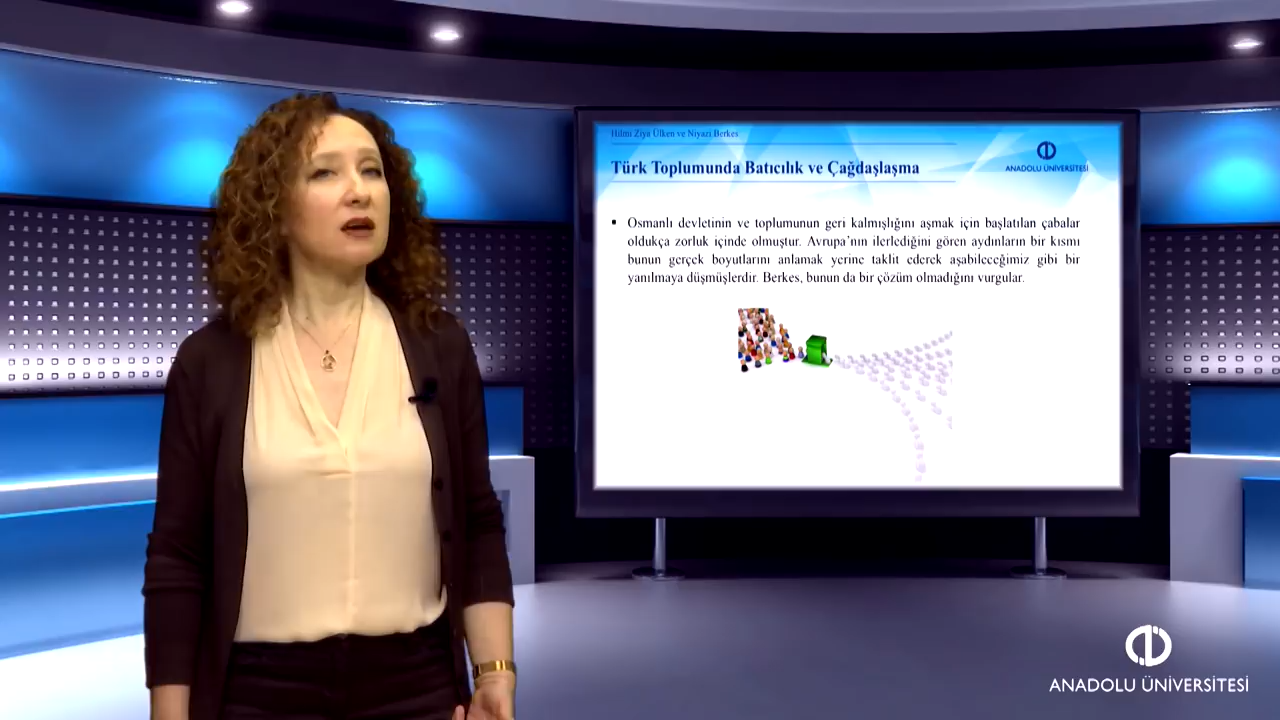 Hilmi Ziya Ülken ve Niyazi Berkes
Türk Toplumunda Batıcılık ve Çağdaşlaşma
ANADOLU ÜNİVERSİTESİ
▪ Osmanlı devletinin ve toplumunun geri kalmışlığını aşmak için başlatılan çabalar
oldukça zorluk içinde olmuştur. Avrupa'nın ilerlediğini gören aydınların bir kısmı
bunun gerçek boyutlarını anlamak yerine taklit ederek aşabileceğimiz gibi bir
yanılmaya düşmüşlerdir. Berkes, bunun da bir çözüm olmadığını vurgular.
ANADOLU ÜNİVERSİTESİ